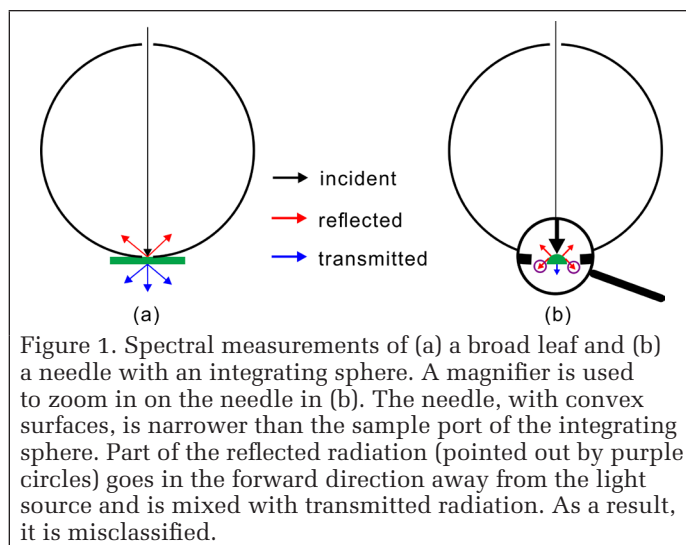 incident
reflected
transmitted
(a)
(b)
Figure 1. Spectral measurements of (a) a broad leaf and (b)
a needle with an integrating sphere. A magnifier is used
to zoom in on the needle in (b). The needle, with convex
surfaces, is narrower than the sample port of the integrating
sphere. Part of the reflected radiation (pointed out by purple
circles) goes in the forward direction away from the light
source and is mixed with transmitted radiation. As a result,
it is misclassified.